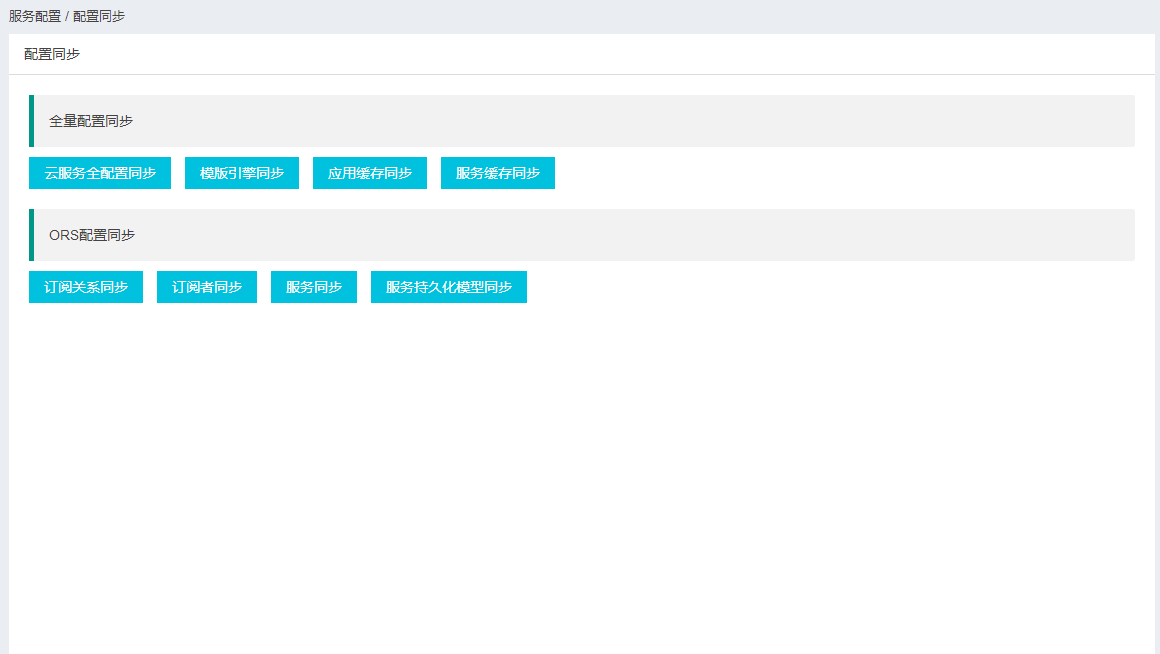 服务配置 / 配置同步
配置同步
全量配置同步
云服务全配置同步 模版引擎同步 应用缓存同步 服务缓存同步
ORS配置同步
订阅关系同步 订阅者同步 服务同步 服务持久化模型同步